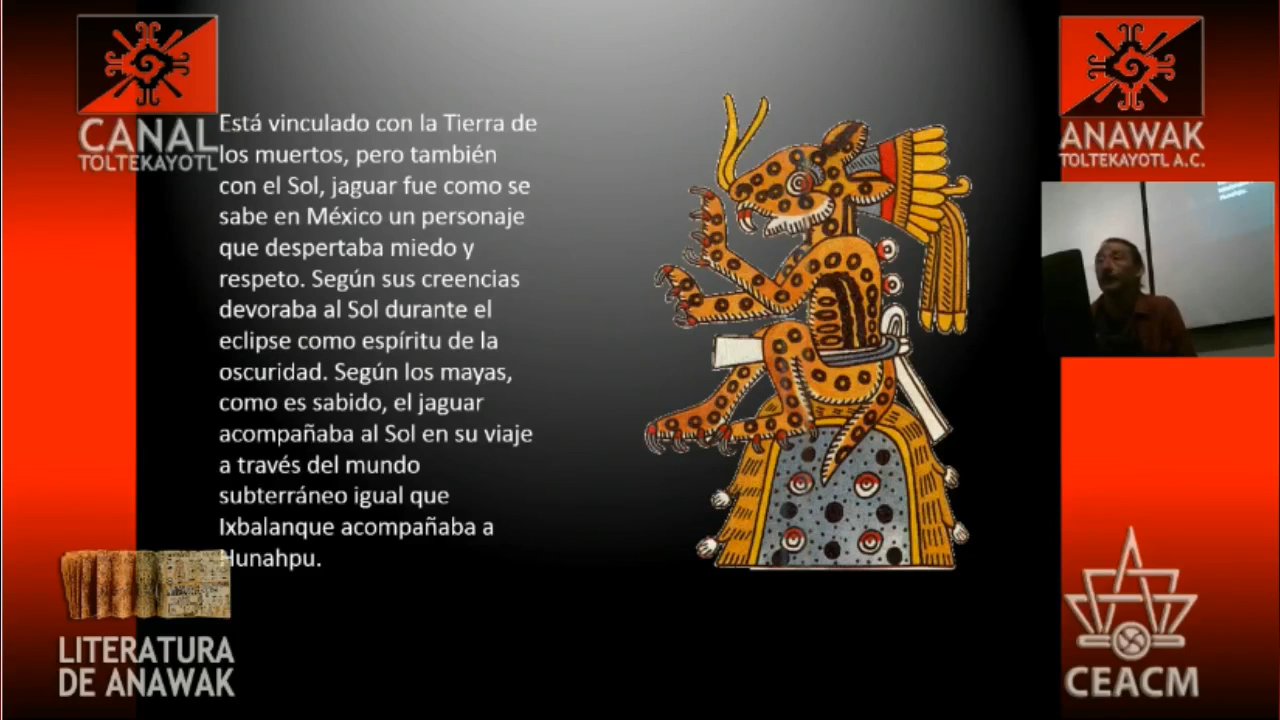 CANAL
TOLTEKAYOTL
Está vinculado con la Tierra de
los muertos, pero también
con el Sol, jaguar fue como se
sabe en México un personaje
que despertaba miedo y
respeto. Según sus creencias
devoraba al Sol durante el
eclipse como espíritu de la
oscuridad. Según los mayas,
como es sabido, el jaguar
acompañaba al Sol en su viaje
a través del mundo
subterráneo igual que
Ixbalanque acompañaba a
Hunahpu.
LITERATURA
DE ANAWAK
ANAWAK
TOLTEKAYOTL A.C.
CEACM